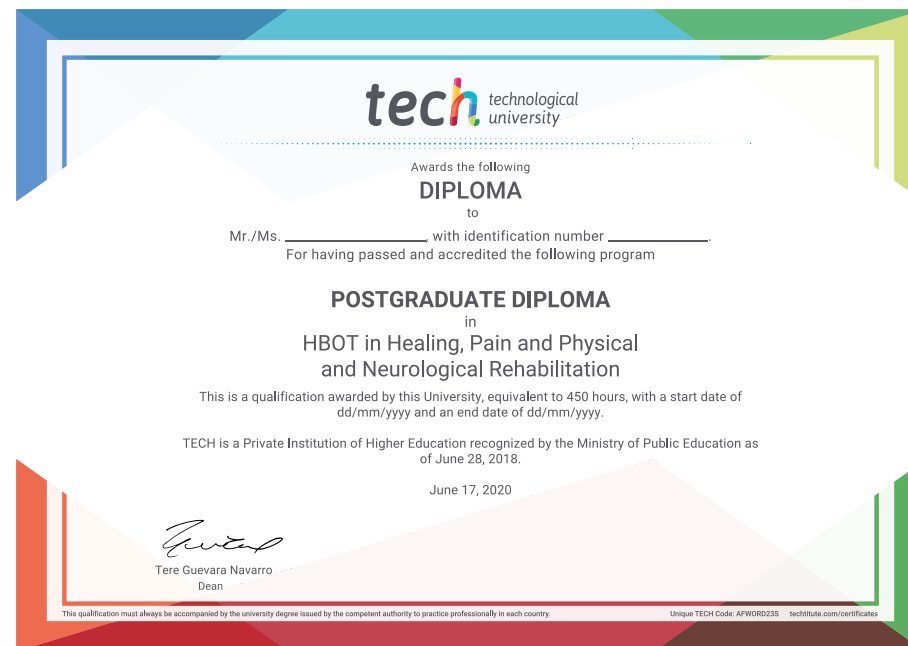 tech technological
university
Awards the following
DIPLOMA
to
Mr./Ms. ____________________, with identification number ______________.
For having passed and accredited the following program
POSTGRADUATE DIPLOMA
in
HBOT in Healing, Pain and Physical
and Neurological Rehabilitation
This is a qualification awarded by this University, equivalent to 450 hours, with a start date of
dd/mm/yyyy and an end date of dd/mm/yyyy.
TECH is a Private Institution of Higher Education recognized by the Ministry of Public Education as
of June 28, 2018.
June 17, 2020
Tere Guevara Navarro
Dean
This qualification must always be accompanied by the university degree issued by the competent authority to practice professionally in each country. Unique TECH Code: AFWORD23S techtitute.com/certificates